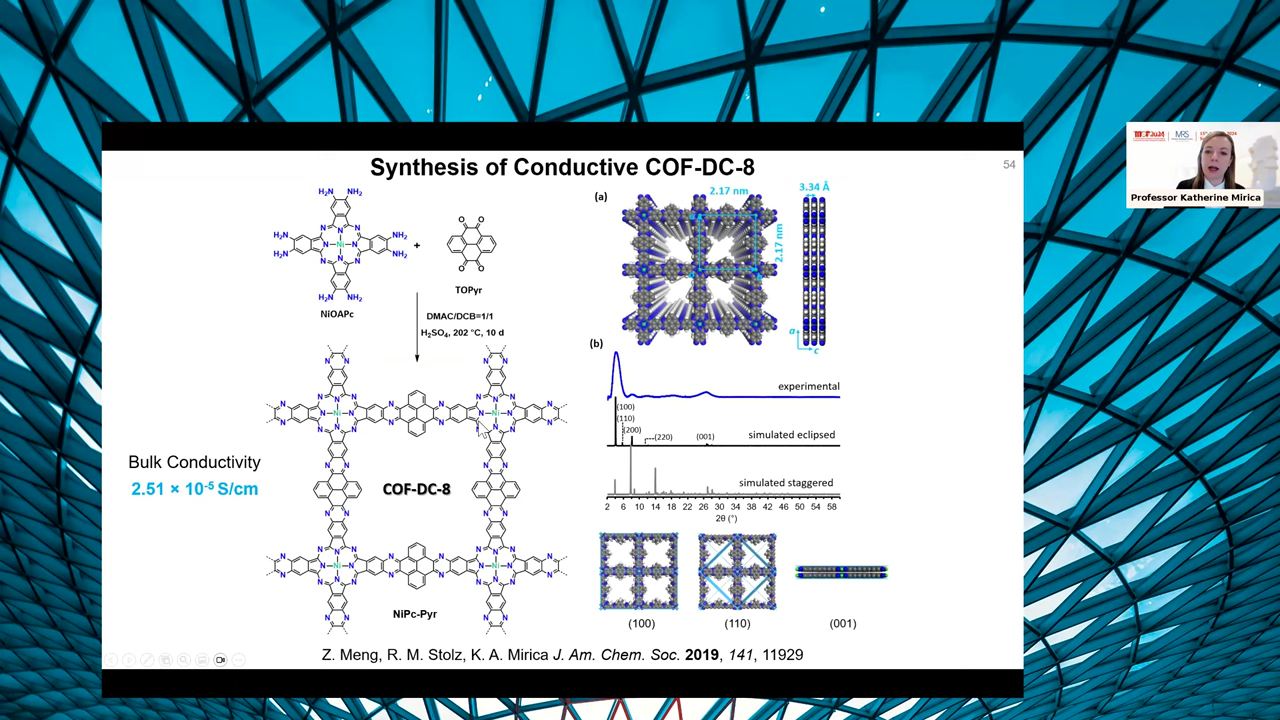 Synthesis of Conductive COF-DC-8
54
NH₂ NH₂
H₂N NH₂
H₂N NH₂
NH₂ NH₂
Ni
NiOAPc
+
TOPyr
DMAC/DCB=1/1
H₂SO₄, 202 °C, 10 d
Bulk Conductivity
2.51 × 10⁻⁵ S/cm
COF-DC-8
NiPc-Pyr
(a)
2.17 nm
2.17 nm
3.34 Å
a
c
(b)
experimental
(100)
(110)
(200)
(220)
(001)
simulated eclipsed
simulated staggered
2 6 10 14 18 22 26 30 34 38 42 46 50 54 58
2θ (°)
(100)
(110)
(001)
Z. Meng, R. M. Stolz, K. A. Mirica J. Am. Chem. Soc. 2019, 141, 11929
MRS
Professor Katherine Mirica